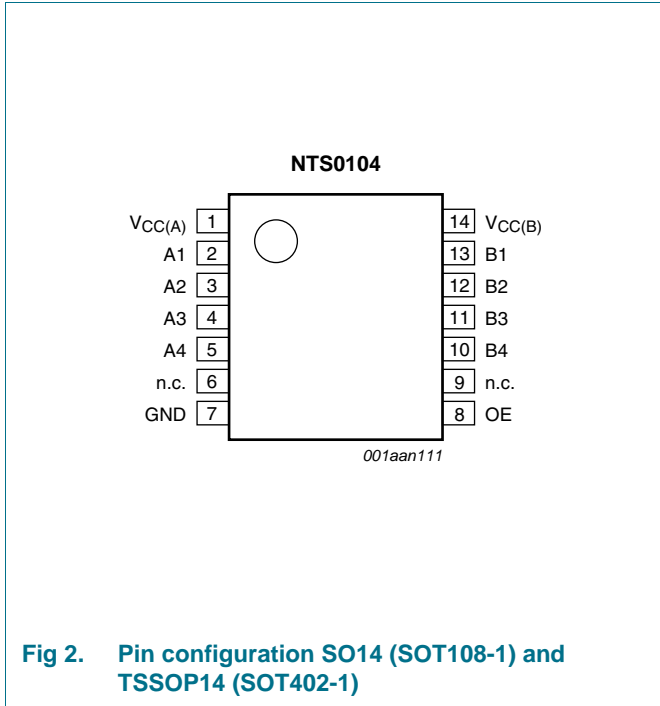 NTS0104
VCC(A) 1 14 VCC(B)
A1 2 13 B1
A2 3 12 B2
A3 4 11 B3
A4 5 10 B4
n.c. 6 9 n.c.
GND 7 8 OE
001aan111
Fig 2. Pin configuration SO14 (SOT108-1) and
TSSOP14 (SOT402-1)